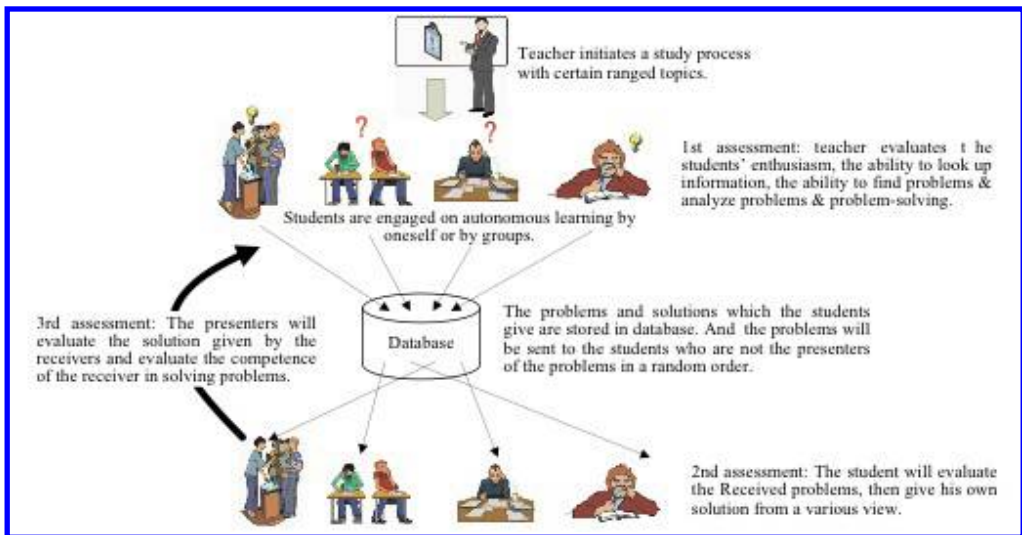 Teacher initiates a study process
with certain ranged topics.
? ?
1st assessment: teacher evaluates t he
students' enthusiasm, the ability to look up
information, the ability to find problems &
analyze problems & problem-solving.
Students are engaged on autonomous learning by
oneself or by groups.
3rd assessment: The presenters will
evaluate the solution given by the
receivers and evaluate the competence
of the receiver in solving problems.
Database
The problems and solutions which the students
give are stored in database. And the problems will
be sent to the students who are not the presenters
of the problems in a random order.
2nd assessment: The student will evaluate
the Received problems, then give his own
solution from a various view.